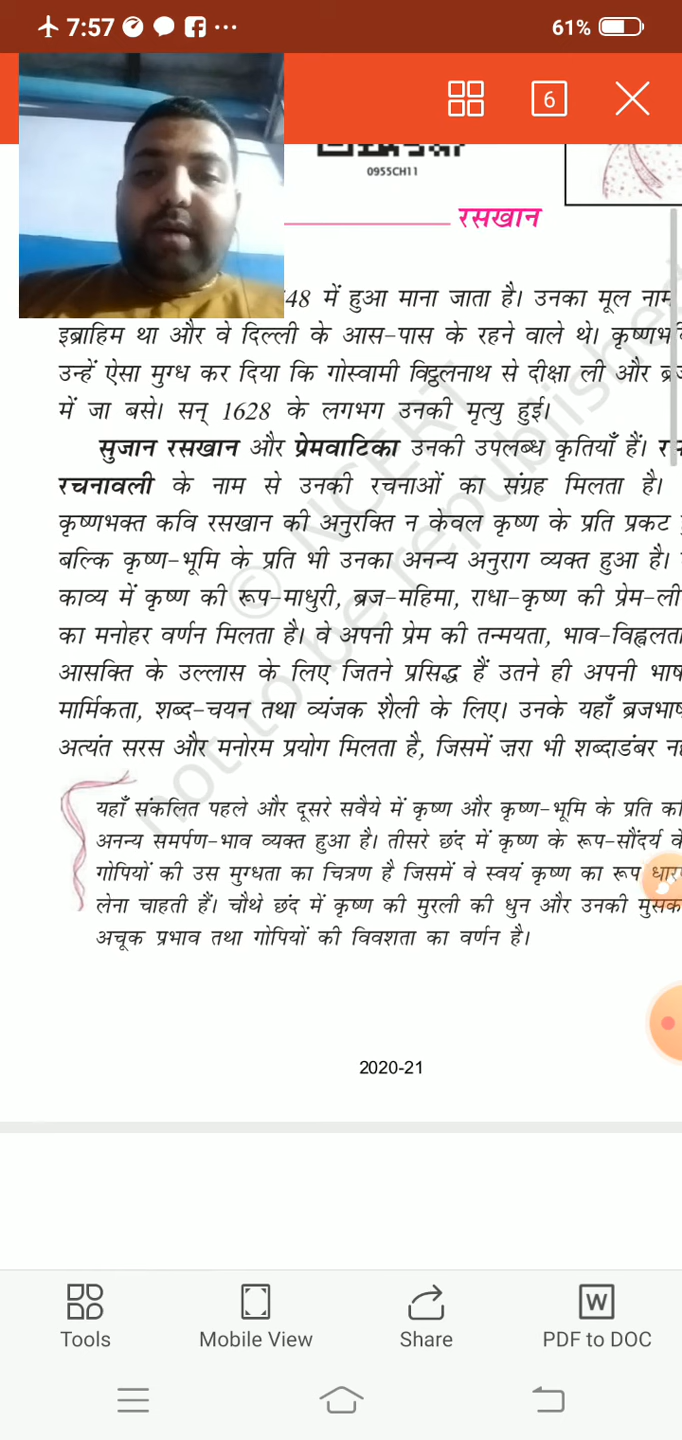 7:57
61%
6
0955CH11
रसखान
48 में हुआ माना जाता है। उनका मूल नाम
इब्राहिम था और वे दिल्ली के आस-पास के रहने वाले थे। कृष्णभ
उन्हें ऐसा मुग्ध कर दिया कि गोस्वामी विट्ठलनाथ से दीक्षा ली और
में जा बसे। सन् 1628 के लगभग उनकी मृत्यु हुई।
सुजान रसखान और प्रेमवाटिका उनकी उपलब्ध कृतियाँ हैं।
रचनावली के नाम से उनकी रचनाओं का संग्रह मिलता है।
कृष्णभक्त कवि रसखान की अनुरक्ति न केवल कृष्ण के प्रति प्रकट
बल्कि कृष्ण-भूमि के प्रति भी उनका अनन्य अनुराग व्यक्त हुआ है।
काव्य में कृष्ण की रूप-माधुरी, ब्रज-महिमा, राधा-कृष्ण की प्रेम-ली
का मनोहर वर्णन मिलता है। वे अपनी प्रेम की तन्मयता, भाव-विह्वलता
आसक्ति के उल्लास के लिए जितने प्रसिद्ध हैं उतने ही अपनी भाष
मार्मिकता, शब्द-चयन तथा व्यंजक शैली के लिए। उनके यहाँ ब्रजभाष
अत्यंत सरस और मनोरम प्रयोग मिलता है, जिसमें ज़रा भी शब्दाडंबर न
यहाँ संकलित पहले और दूसरे सवैये में कृष्ण और कृष्ण-भूमि के प्रति क
अनन्य समर्पण-भाव व्यक्त हुआ है। तीसरे छंद में कृष्ण के रूप-सौंदर्य
गोपियों की उस मुग्धता का चित्रण है जिसमें वे स्वयं कृष्ण का रूप धार
लेना चाहती हैं। चौथे छंद में कृष्ण की मुरली की धुन और उनकी मुसक
अचूक प्रभाव तथा गोपियों की विवशता का वर्णन है।
© NCERT
not to be republished
2020-21
W
Tools Mobile View Share PDF to DOC